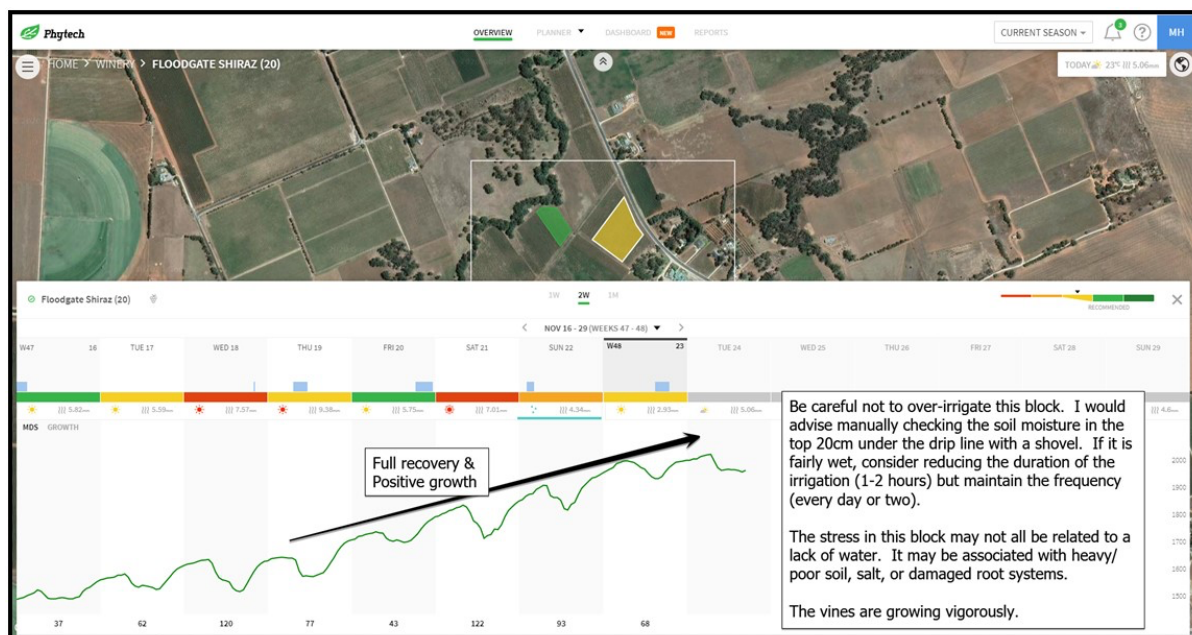 Phytech
OVERVIEW PLANNER DASHBOARD NEW REPORTS
CURRENT SEASON 3 ? MH
HOME > WINERY > FLOODGATE SHIRAZ (20)
TODAY 23°C 5.06mm
Floodgate Shiraz (20)
1W 2W 1M
RECOMMENDED
NOV 16 - 29 (WEEKS 47 - 48)
W47 16 TUE 17 WED 18 THU 19 FRI 20 SAT 21 SUN 22 W48 23 TUE 24 WED 25 THU 26 FRI 27 SAT 28 SUN 29
5.82mm 5.59mm 7.57mm 9.38mm 5.75mm 7.01mm 4.34mm 2.93mm 5.06mm 4.6mm
MDS GROWTH
Full recovery &
Positive growth
Be careful not to over-irrigate this block. I would
advise manually checking the soil moisture in the
top 20cm under the drip line with a shovel. If it is
fairly wet, consider reducing the duration of the
irrigation (1-2 hours) but maintain the frequency
(every day or two).
The stress in this block may not all be related to a
lack of water. It may be associated with heavy/
poor soil, salt, or damaged root systems.
The vines are growing vigorously.
2000
1900
1800
1700
1600
1500
37 62 120 77 43 122 93 68